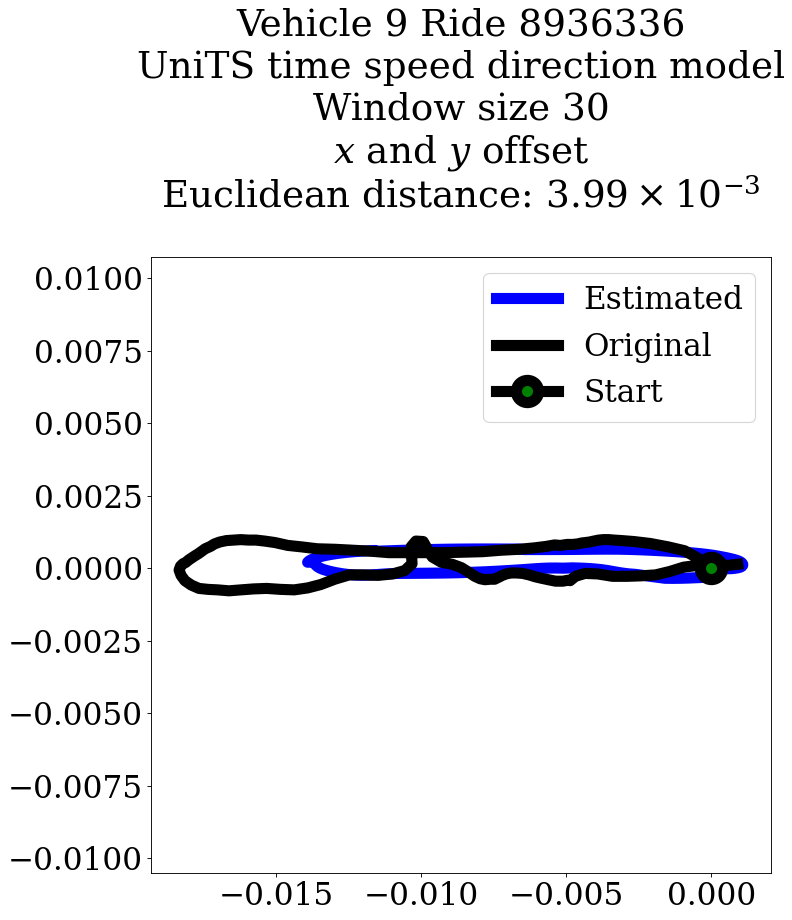 Vehicle 9 Ride 8936336
UniTS time speed direction model
Window size 30
x and y offset
Euclidean distance: 3.99 × 10⁻³
Estimated
Original
Start
0.0100
0.0075
0.0050
0.0025
0.0000
−0.0025
−0.0050
−0.0075
−0.0100
−0.015 −0.010 −0.005 0.000